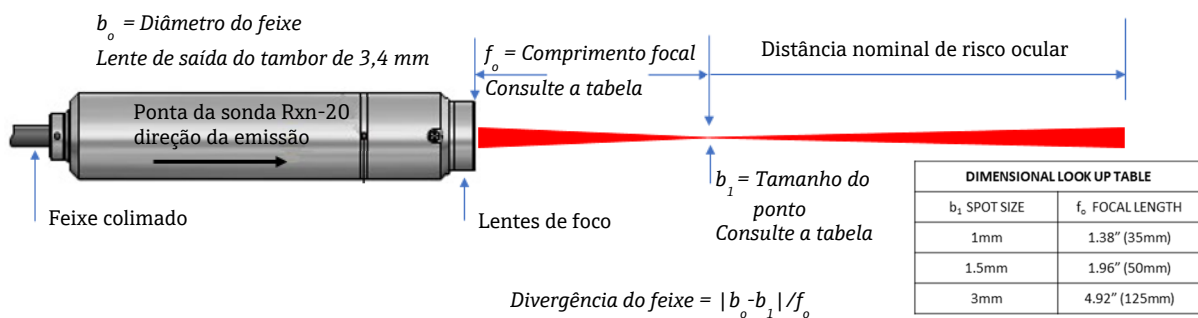 b_o = Diâmetro do feixe
Lente de saída do tambor de 3,4 mm
f_o = Comprimento focal
Consulte a tabela
Distância nominal de risco ocular
Ponta da sonda Rxn-20
direção da emissão
Feixe colimado
Lentes de foco
b_1 = Tamanho do
ponto
Consulte a tabela
DIMENSIONAL LOOK UP TABLE
b₁ SPOT SIZE f₀ FOCAL LENGTH
1mm 1.38” (35mm)
1.5mm 1.96” (50mm)
3mm 4.92” (125mm)
Divergência do feixe = |b_o-b_1|/f_o